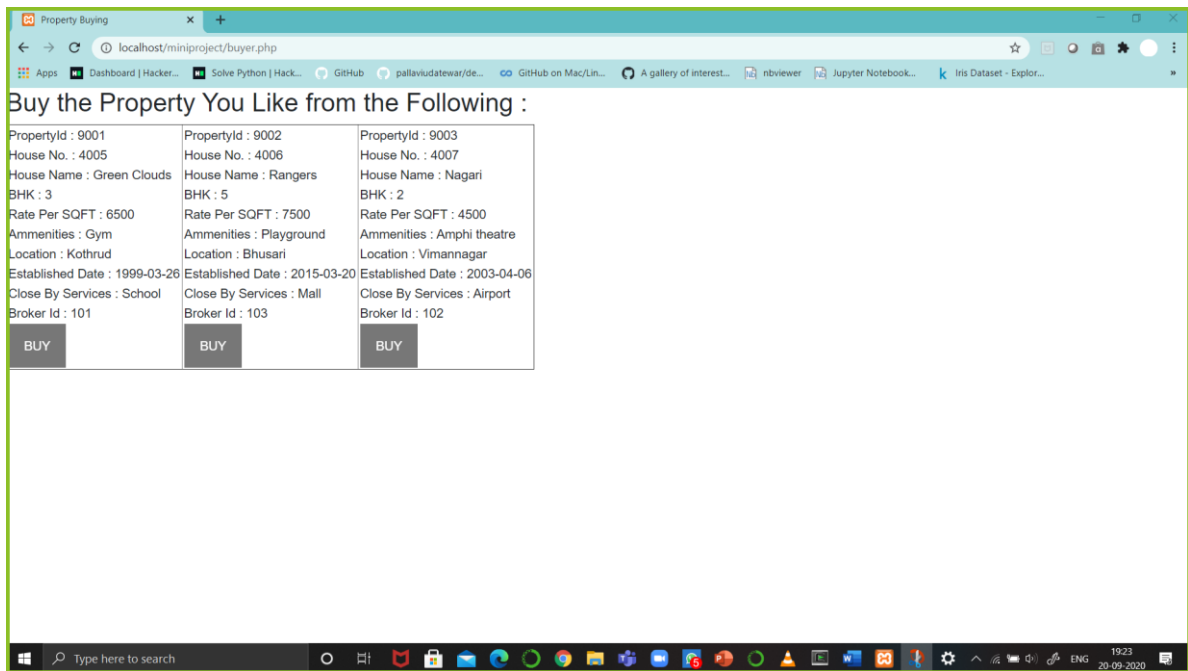 Property Buying
localhost/miniproject/buyer.php
Apps Dashboard | Hacker... Solve Python | Hack... GitHub pallaviudatewar/de... GitHub on Mac/Lin... A gallery of interest... nbviewer Jupyter Notebook... Iris Dataset - Explor... »
Buy the Property You Like from the Following :
PropertyId : 9001
House No. : 4005
House Name : Green Clouds
BHK : 3
Rate Per SQFT : 6500
Ammenities : Gym
Location : Kothrud
Established Date : 1999-03-26
Close By Services : School
Broker Id : 101
BUY
PropertyId : 9002
House No. : 4006
House Name : Rangers
BHK : 5
Rate Per SQFT : 7500
Ammenities : Playground
Location : Bhusari
Established Date : 2015-03-20
Close By Services : Mall
Broker Id : 103
BUY
PropertyId : 9003
House No. : 4007
House Name : Nagari
BHK : 2
Rate Per SQFT : 4500
Ammenities : Amphi theatre
Location : Vimannagar
Established Date : 2003-04-06
Close By Services : Airport
Broker Id : 102
BUY
Type here to search
ENG
19:23
20-09-2020